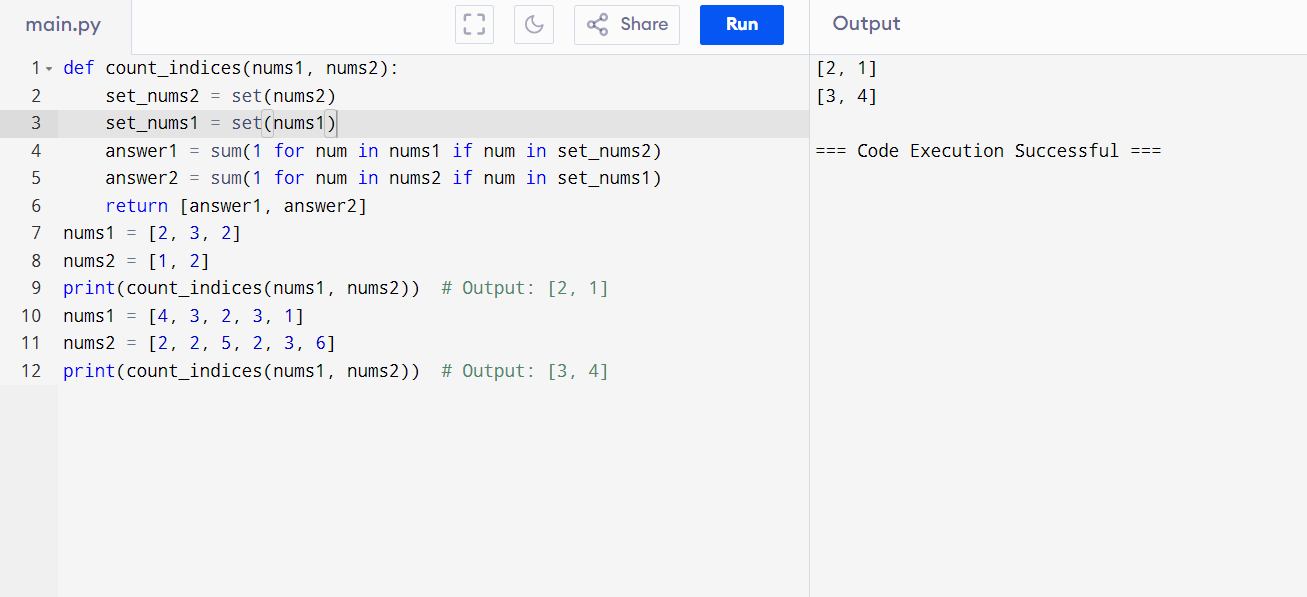 main.py Share Run Output
1 def count_indices(nums1, nums2):
2     set_nums2 = set(nums2)
3     set_nums1 = set(nums1)
4     answer1 = sum(1 for num in nums1 if num in set_nums2)
5     answer2 = sum(1 for num in nums2 if num in set_nums1)
6     return [answer1, answer2]
7 nums1 = [2, 3, 2]
8 nums2 = [1, 2]
9 print(count_indices(nums1, nums2))  # Output: [2, 1]
10 nums1 = [4, 3, 2, 3, 1]
11 nums2 = [2, 2, 5, 2, 3, 6]
12 print(count_indices(nums1, nums2))  # Output: [3, 4]
[2, 1]
[3, 4]
=== Code Execution Successful ===